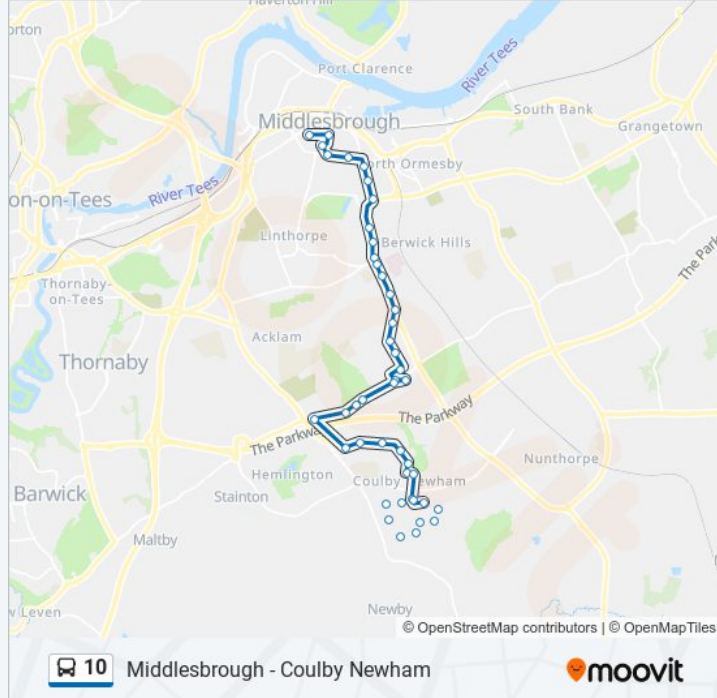 Haverton Hill
orton
Port Clarence
River Tees
South Bank
Middlesbrough
Grangetown
orth Ormesby
River Tees
on-on-Tees
Linthorpe
Berwick Hills
The Park
Thornaby-
on-Tees
Acklam
Thornaby
The Parkway
The Parkway
Hemlington
Nunthorpe
Coulby Newham
Barwick
Stainton
Maltby
w Leven
Newby
© OpenStreetMap contributors | © OpenMapTiles
10 Middlesbrough - Coulby Newham
moovit